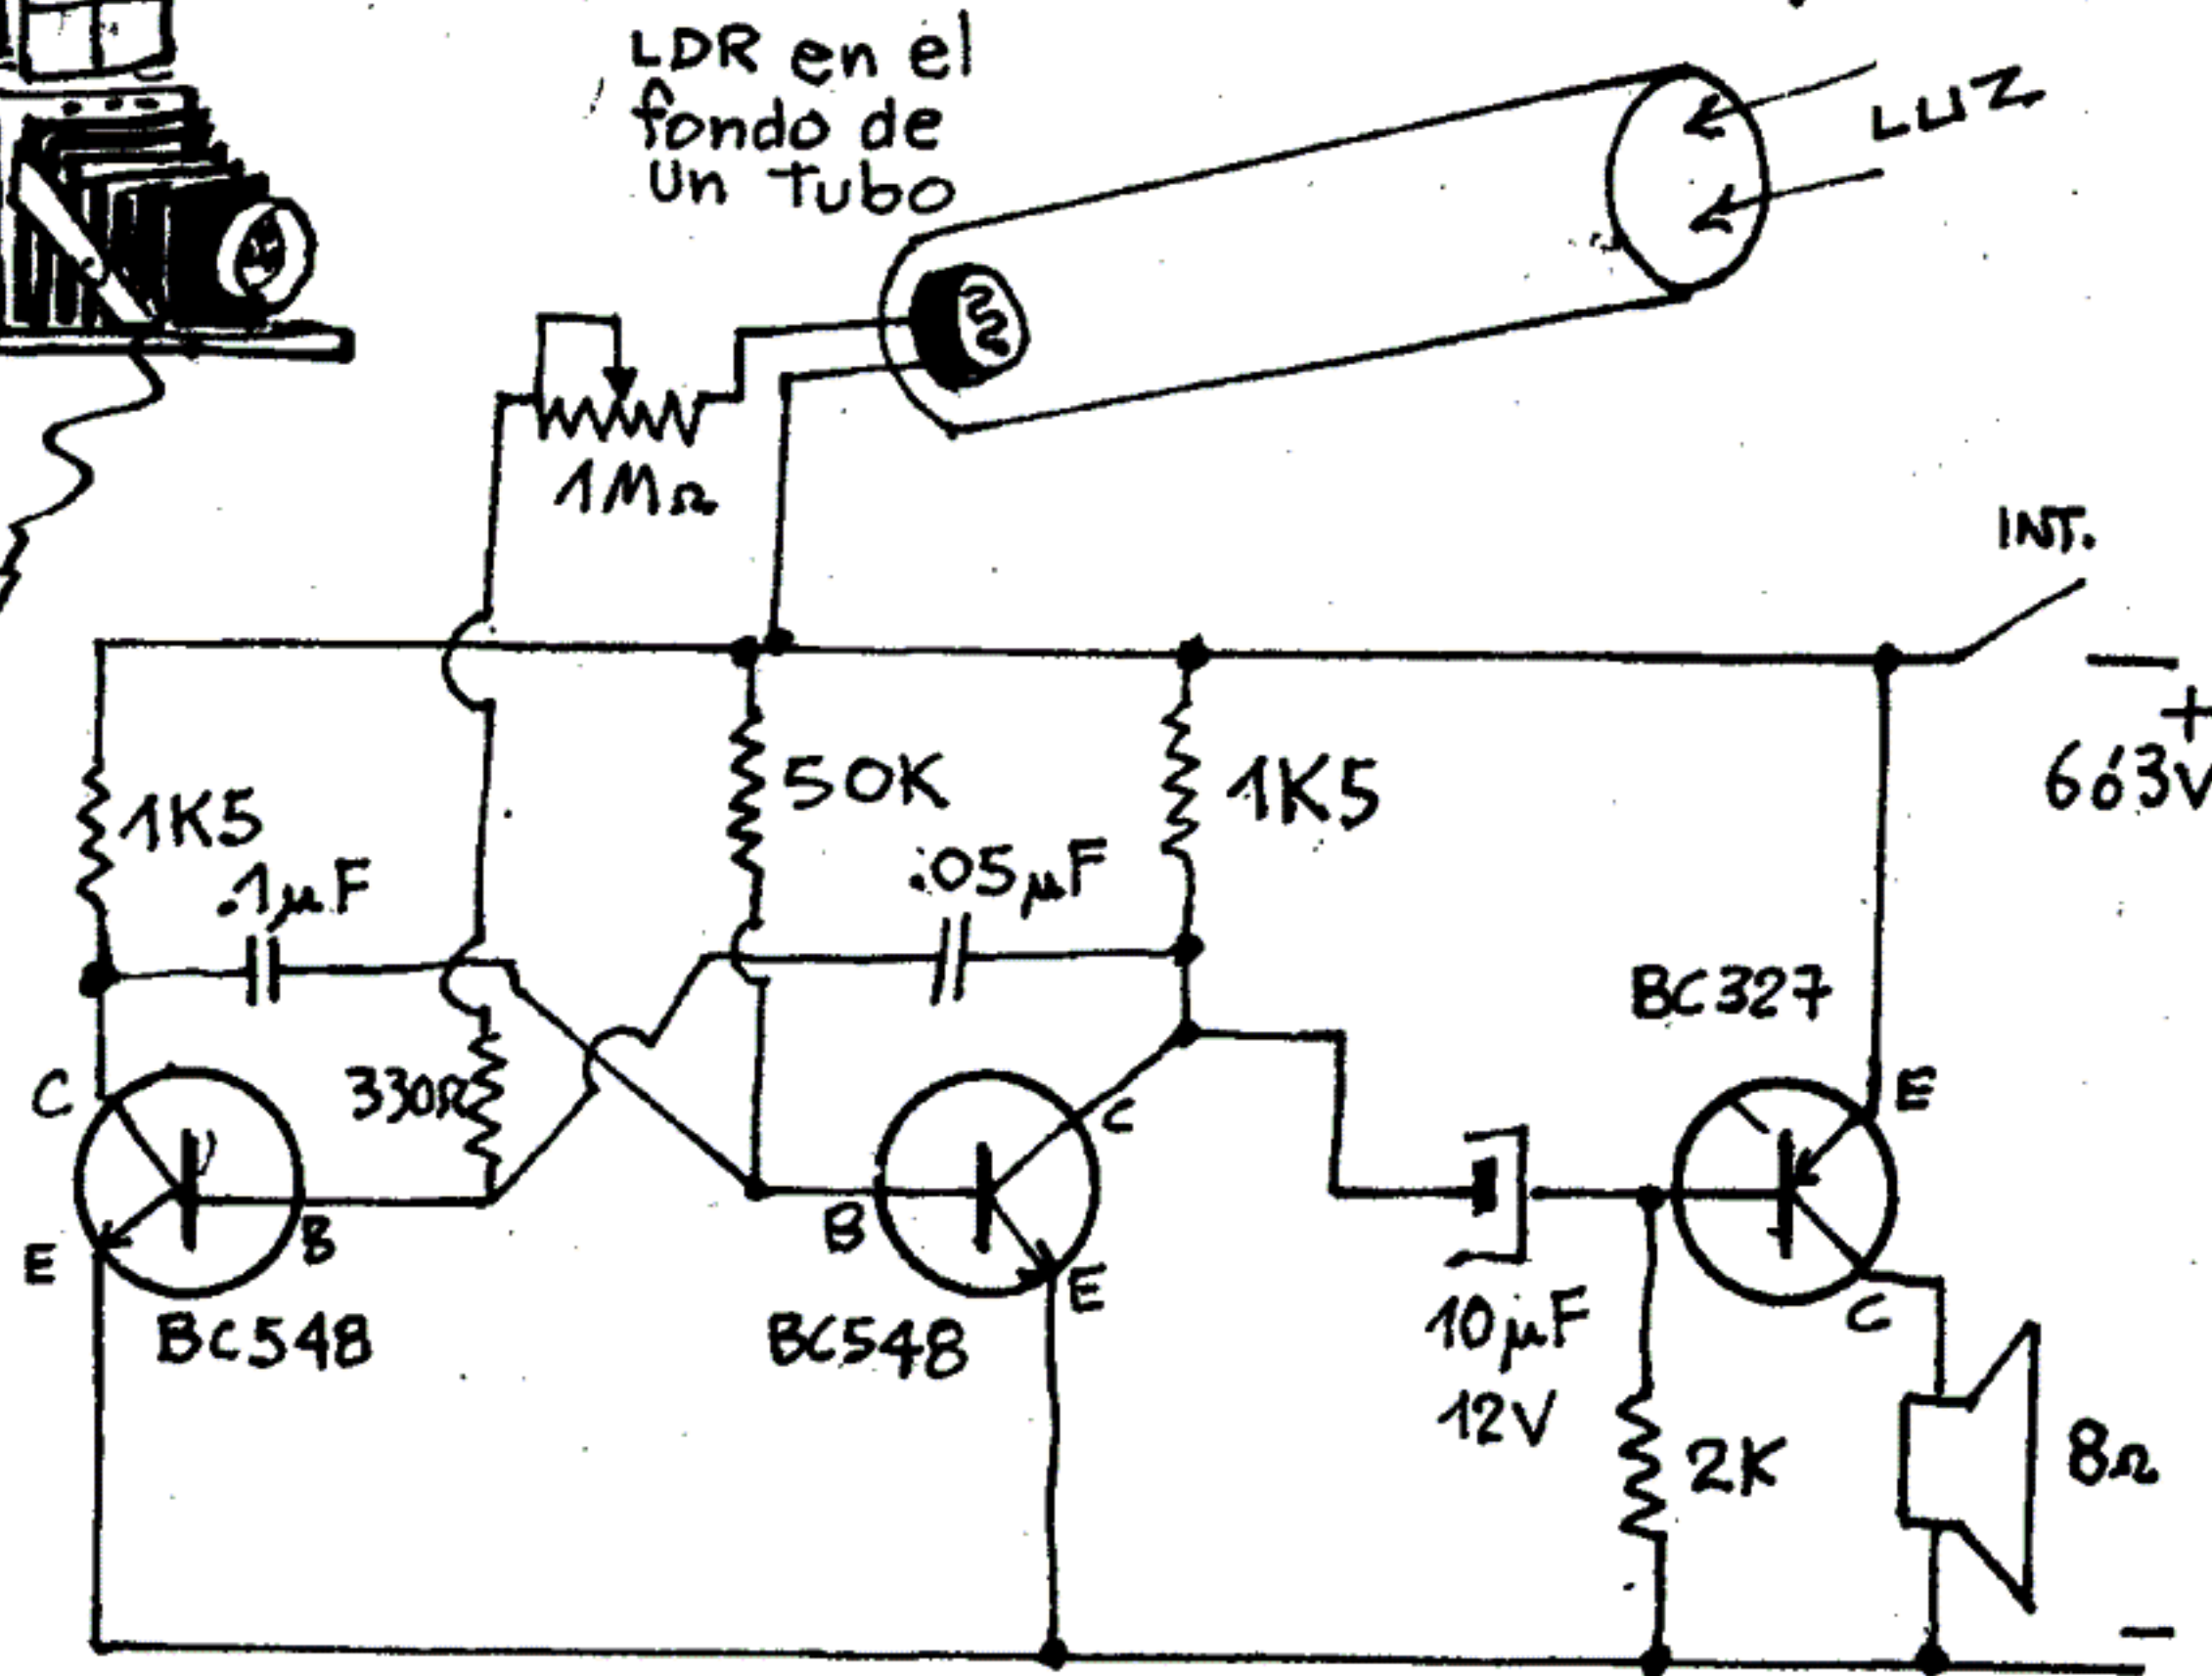 LDR en el
fondo de
un tubo
LUZ
1MΩ
INT.
+
6ó3V
1K5
50K
1K5
.1µF
.05µF
BC327
C
330Ω
C
E
B
B
E
E
C
BC548
BC548
10µF
12V
2K
8Ω
-